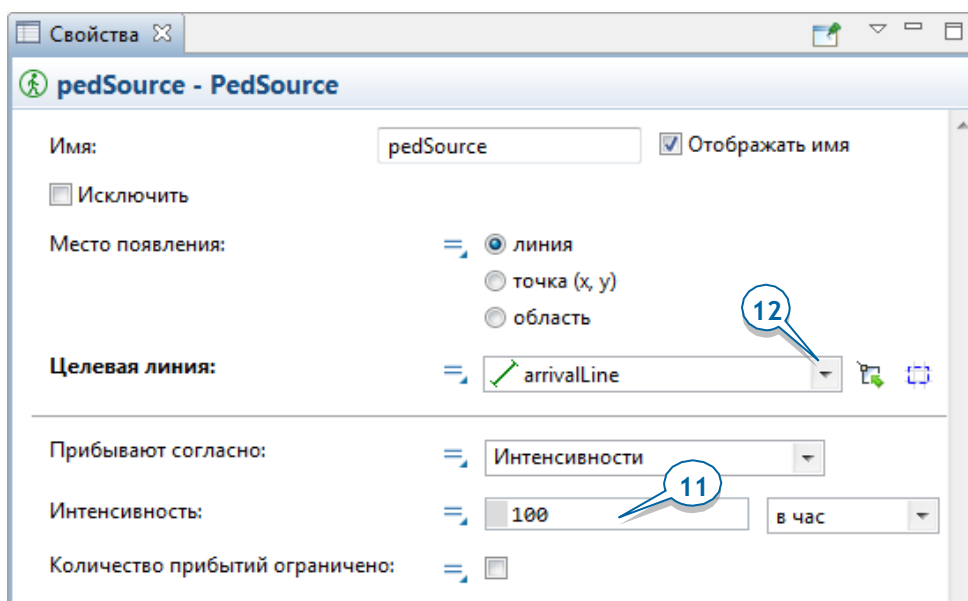 Свойства
pedSource - PedSource
Имя: pedSource Отображать имя
Исключить
Место появления: линия
точка (x, y)
область
12
Целевая линия: arrivalLine
Прибывают согласно: Интенсивности
11
Интенсивность: 100 в час
Количество прибытий ограничено: